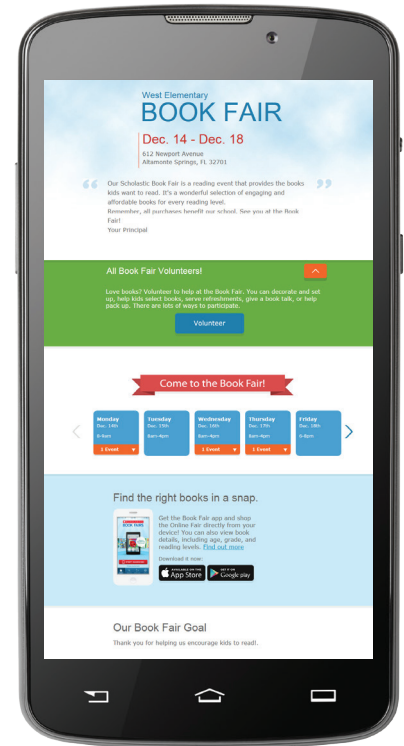 West Elementary
BOOK FAIR
Dec. 14 - Dec. 18
612 Newport Avenue
Altamonte Springs, FL 32701
“ Our Scholastic Book Fair is a reading event that provides the books ”
kids want to read. It's a wonderful selection of engaging and
affordable books for every reading level.
Remember, all purchases benefit our school. See you at the Book
Fair!
Your Principal
All Book Fair Volunteers!
Love books? Volunteer to help at the Book Fair. You can decorate and set
up, help kids select books, serve refreshments, give a book talk, or help
pack up. There are lots of ways to participate.
Volunteer
Come to the Book Fair!
Monday
Dec. 14th
1 Event
Tuesday
Dec. 15th
8am-4pm
Wednesday
Dec. 16th
8am-4pm
1 Event
Thursday
Dec. 17th
8am-4pm
1 Event
Friday
Dec. 18th
Find the right books in a snap.
BOOK FAIRS
Get the Book Fair app and shop
the Online Fair directly from your
device! You can also view book
details, including age, grade, and
reading levels. Find out more
Download it now:
AVAILABLE ON THE
App Store
GET IT ON
Google play
Our Book Fair Goal
Thank you for helping us encourage kids to read!.